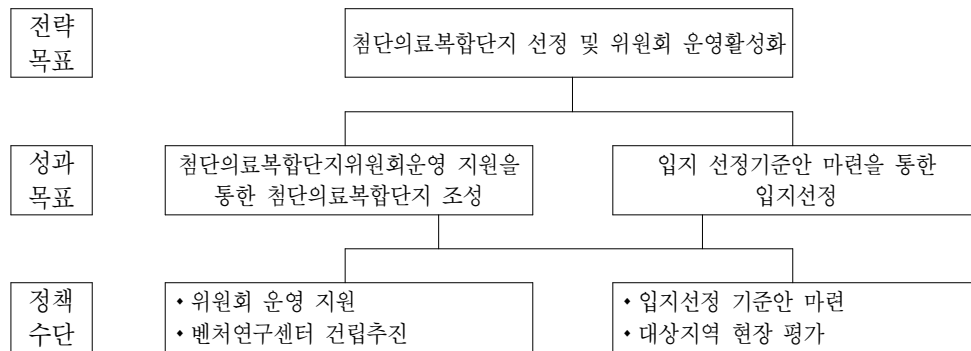 전략
목표
첨단의료복합단지 선정 및 위원회 운영활성화
성과
목표
첨단의료복합단지위원회운영 지원을
통한 첨단의료복합단지 조성
입지 선정기준안 마련을 통한
입지선정
정책
수단
• 위원회 운영 지원
• 벤처연구센터 건립추진
• 입지선정 기준안 마련
• 대상지역 현장 평가